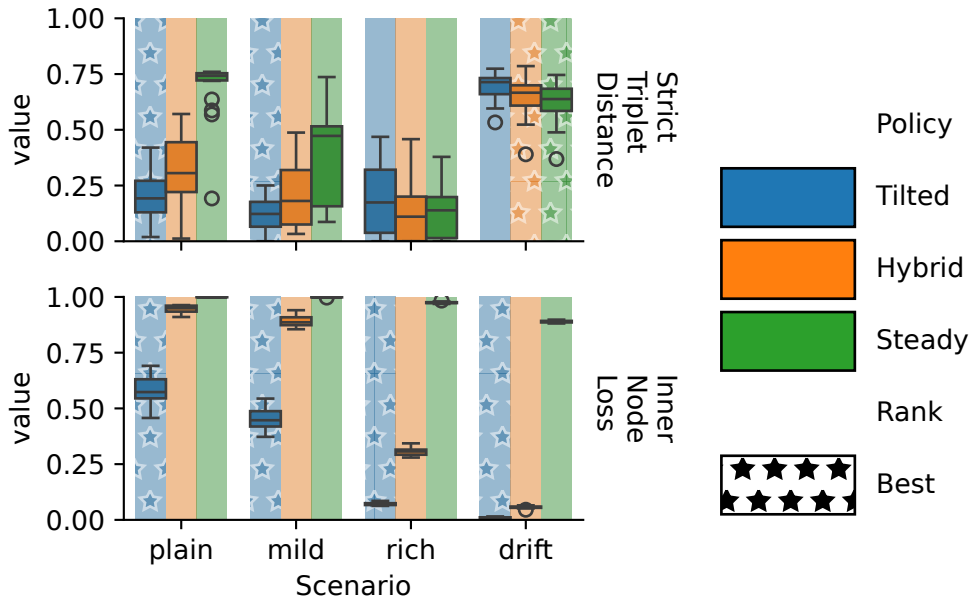 1.00
0.75
0.50
0.25
0.00
value
Strict
Triplet
Distance
1.00
0.75
0.50
0.25
0.00
value
Inner
Node
Loss
plain
mild
rich
drift
Scenario
Policy
Tilted
Hybrid
Steady
Rank
Best